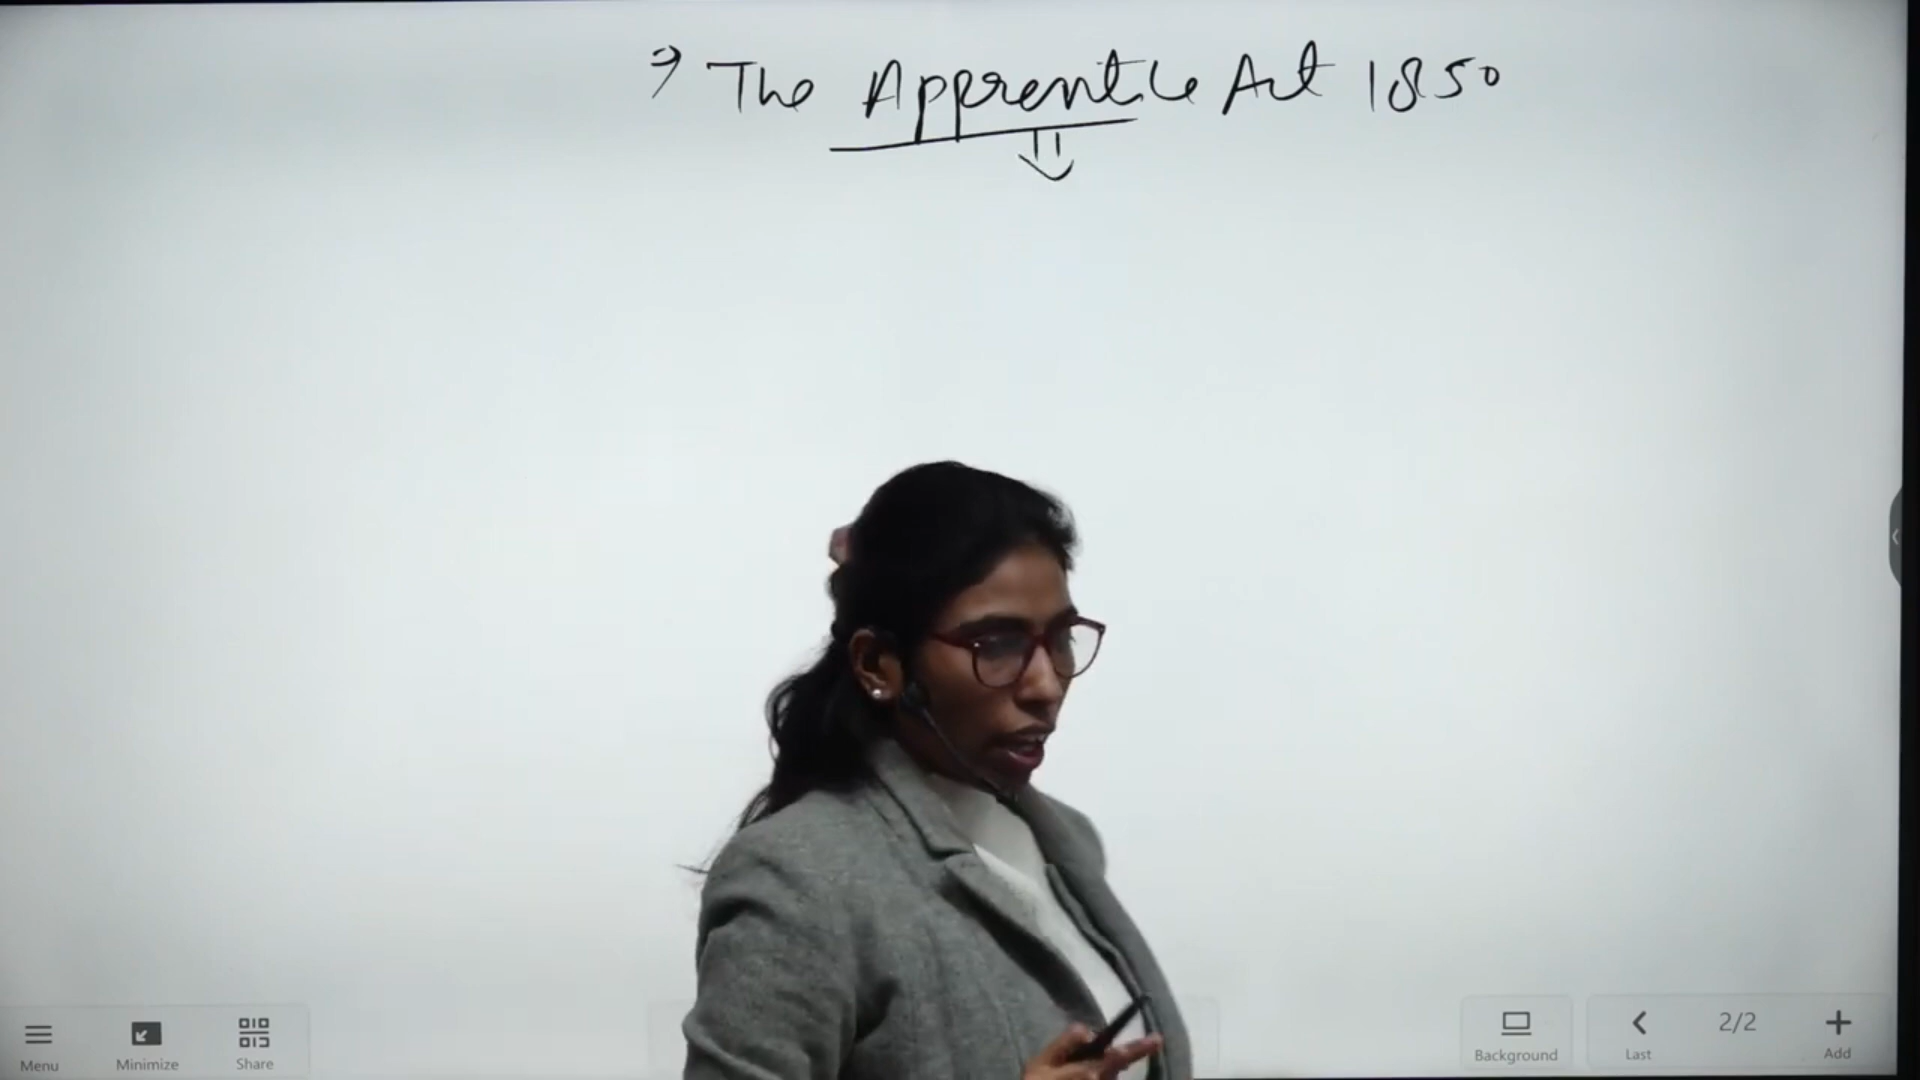 ⇒ The Apprentice Act 1850
Menu
Minimize
Share
Background
Last
2/2
Add